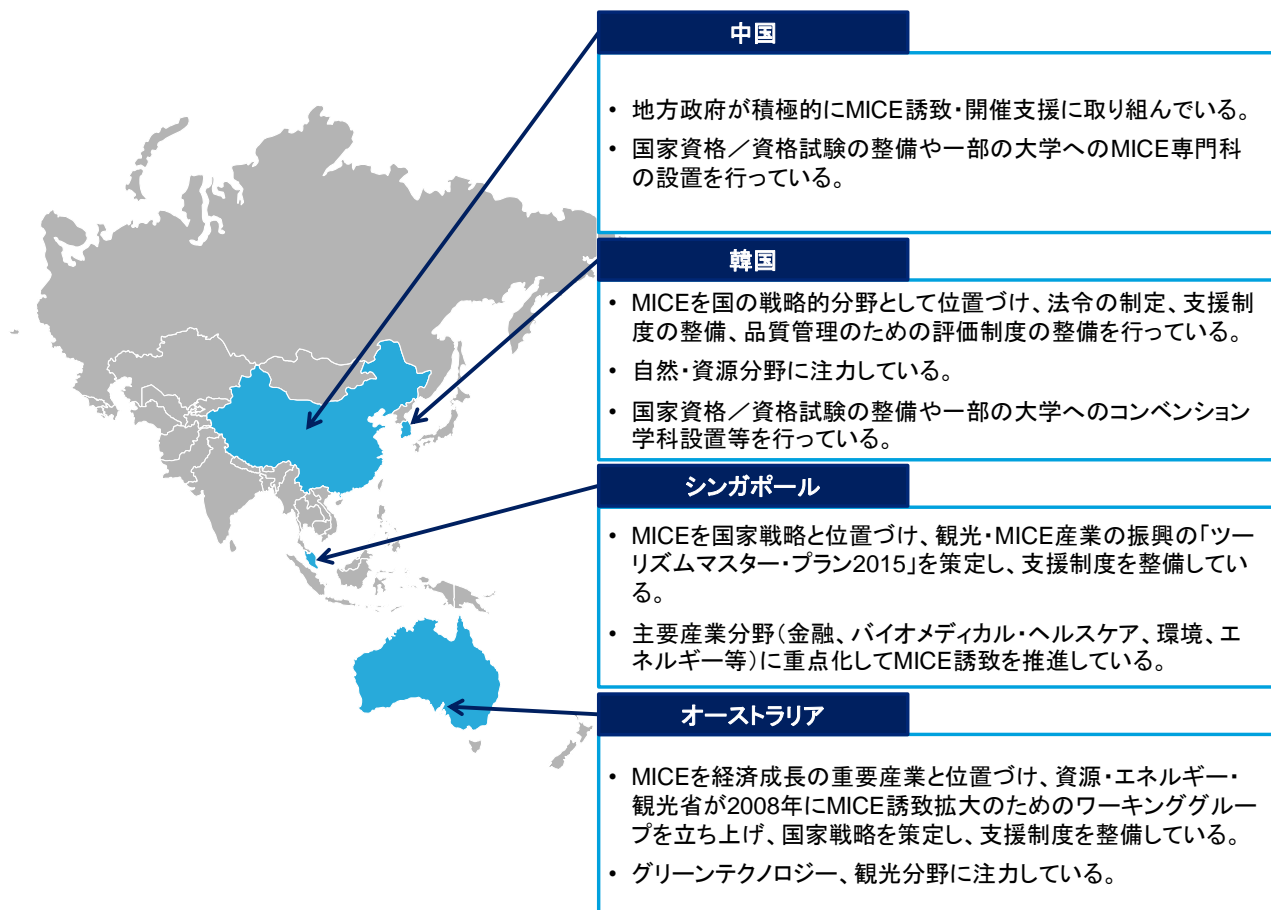 中国
• 地方政府が積極的にMICE誘致・開催支援に取り組んでいる。
• 国家資格／資格試験の整備や一部の大学へのMICE専門科
の設置を行っている。
韓国
• MICEを国の戦略的分野として位置づけ、法令の制定、支援制
度の整備、品質管理のための評価制度の整備を行っている。
• 自然・資源分野に注力している。
• 国家資格／資格試験の整備や一部の大学へのコンベンション
学科設置等を行っている。
シンガポール
• MICEを国家戦略と位置づけ、観光・MICE産業の振興の「ツー
リズムマスター・プラン2015」を策定し、支援制度を整備してい
る。
• 主要産業分野（金融、バイオメディカル・ヘルスケア、環境、エ
ネルギー等）に重点化してMICE誘致を推進している。
オーストラリア
• MICEを経済成長の重要産業と位置づけ、資源・エネルギー・
観光省が2008年にMICE誘致拡大のためのワーキンググルー
プを立ち上げ、国家戦略を策定し、支援制度を整備している。
• グリーンテクノロジー、観光分野に注力している。